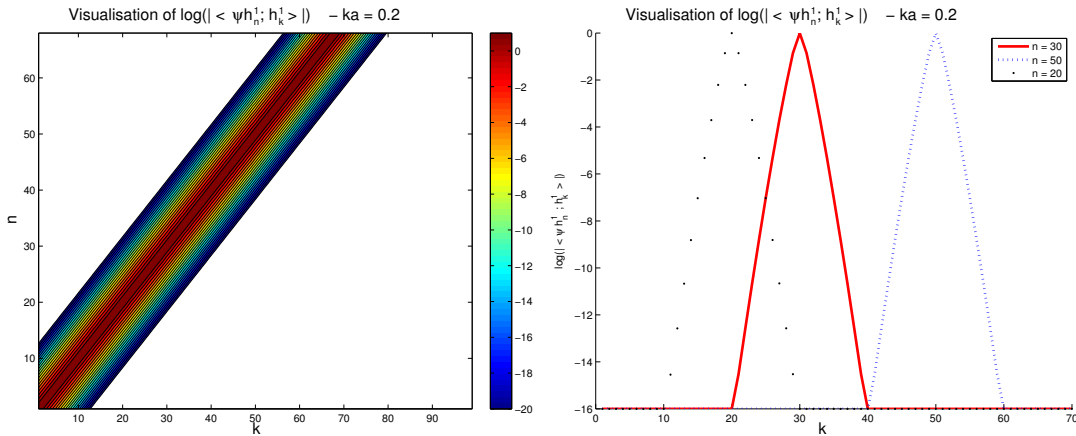 Visualisation of log(| < ψh¹ₙ; h¹ₖ > |) − ka = 0.2
n
60
50
40
30
20
10
10 20 30 40 50 60 70 80 90
k
0
−2
−4
−6
−8
−10
−12
−14
−16
−18
−20
Visualisation of log(| < ψh¹ₙ; h¹ₖ > |) − ka = 0.2
n = 30
n = 50
n = 20
log(| < ψ h¹ₙ ; h¹ₖ > |)
0
−2
−4
−6
−8
−10
−12
−14
−16
0 10 20 30 40 50 60 70
k